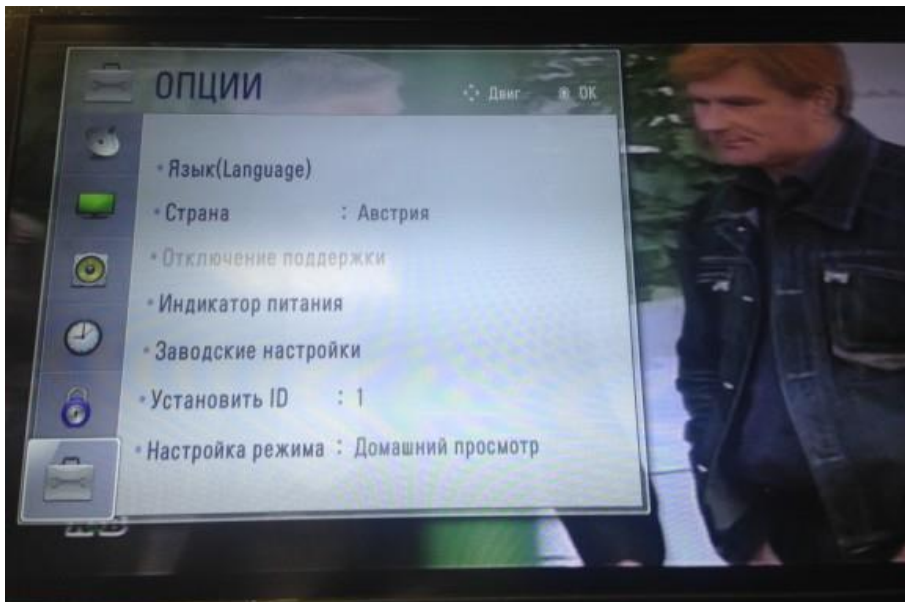 ОПЦИИ
Двиг OK
Язык(Language)
Страна : Австрия
Отключение поддержки
Индикатор питания
Заводские настройки
Установить ID : 1
Настройка режима : Домашний просмотр